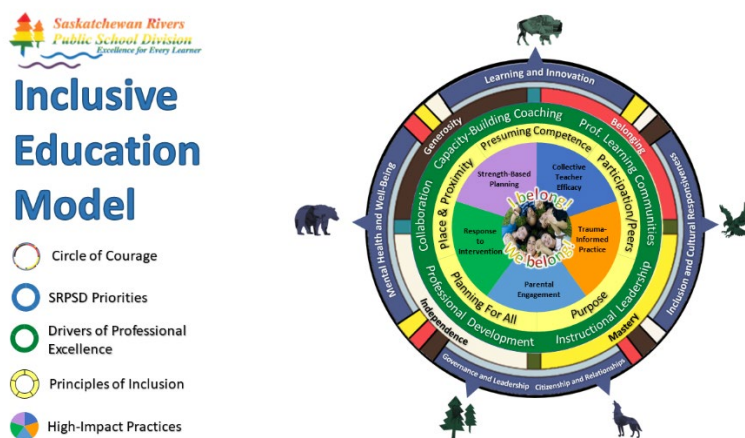 Saskatchewan Rivers
Public School Division
Excellence for Every Learner
Inclusive
Education
Model
Circle of Courage
SRPSD Priorities
Drivers of Professional
Excellence
Principles of Inclusion
High-Impact Practices
Learning and Innovation
Inclusion and Cultural Responsiveness
Citizenship and Relationships
Governance and Leadership
Mental Health and Well-Being
Generosity
Belonging
Mastery
Independence
Capacity-Building Coaching
Prof. Learning Communities
Instructional Leadership
Professional Development
Collaboration
Presuming Competence
Participation/Peers
Purpose
Planning For All
Place & Proximity
Strength-Based
Planning
Collective
Teacher
Efficacy
Trauma-
Informed
Practice
Parental
Engagement
Response
to
Intervention
I belong!
We belong!